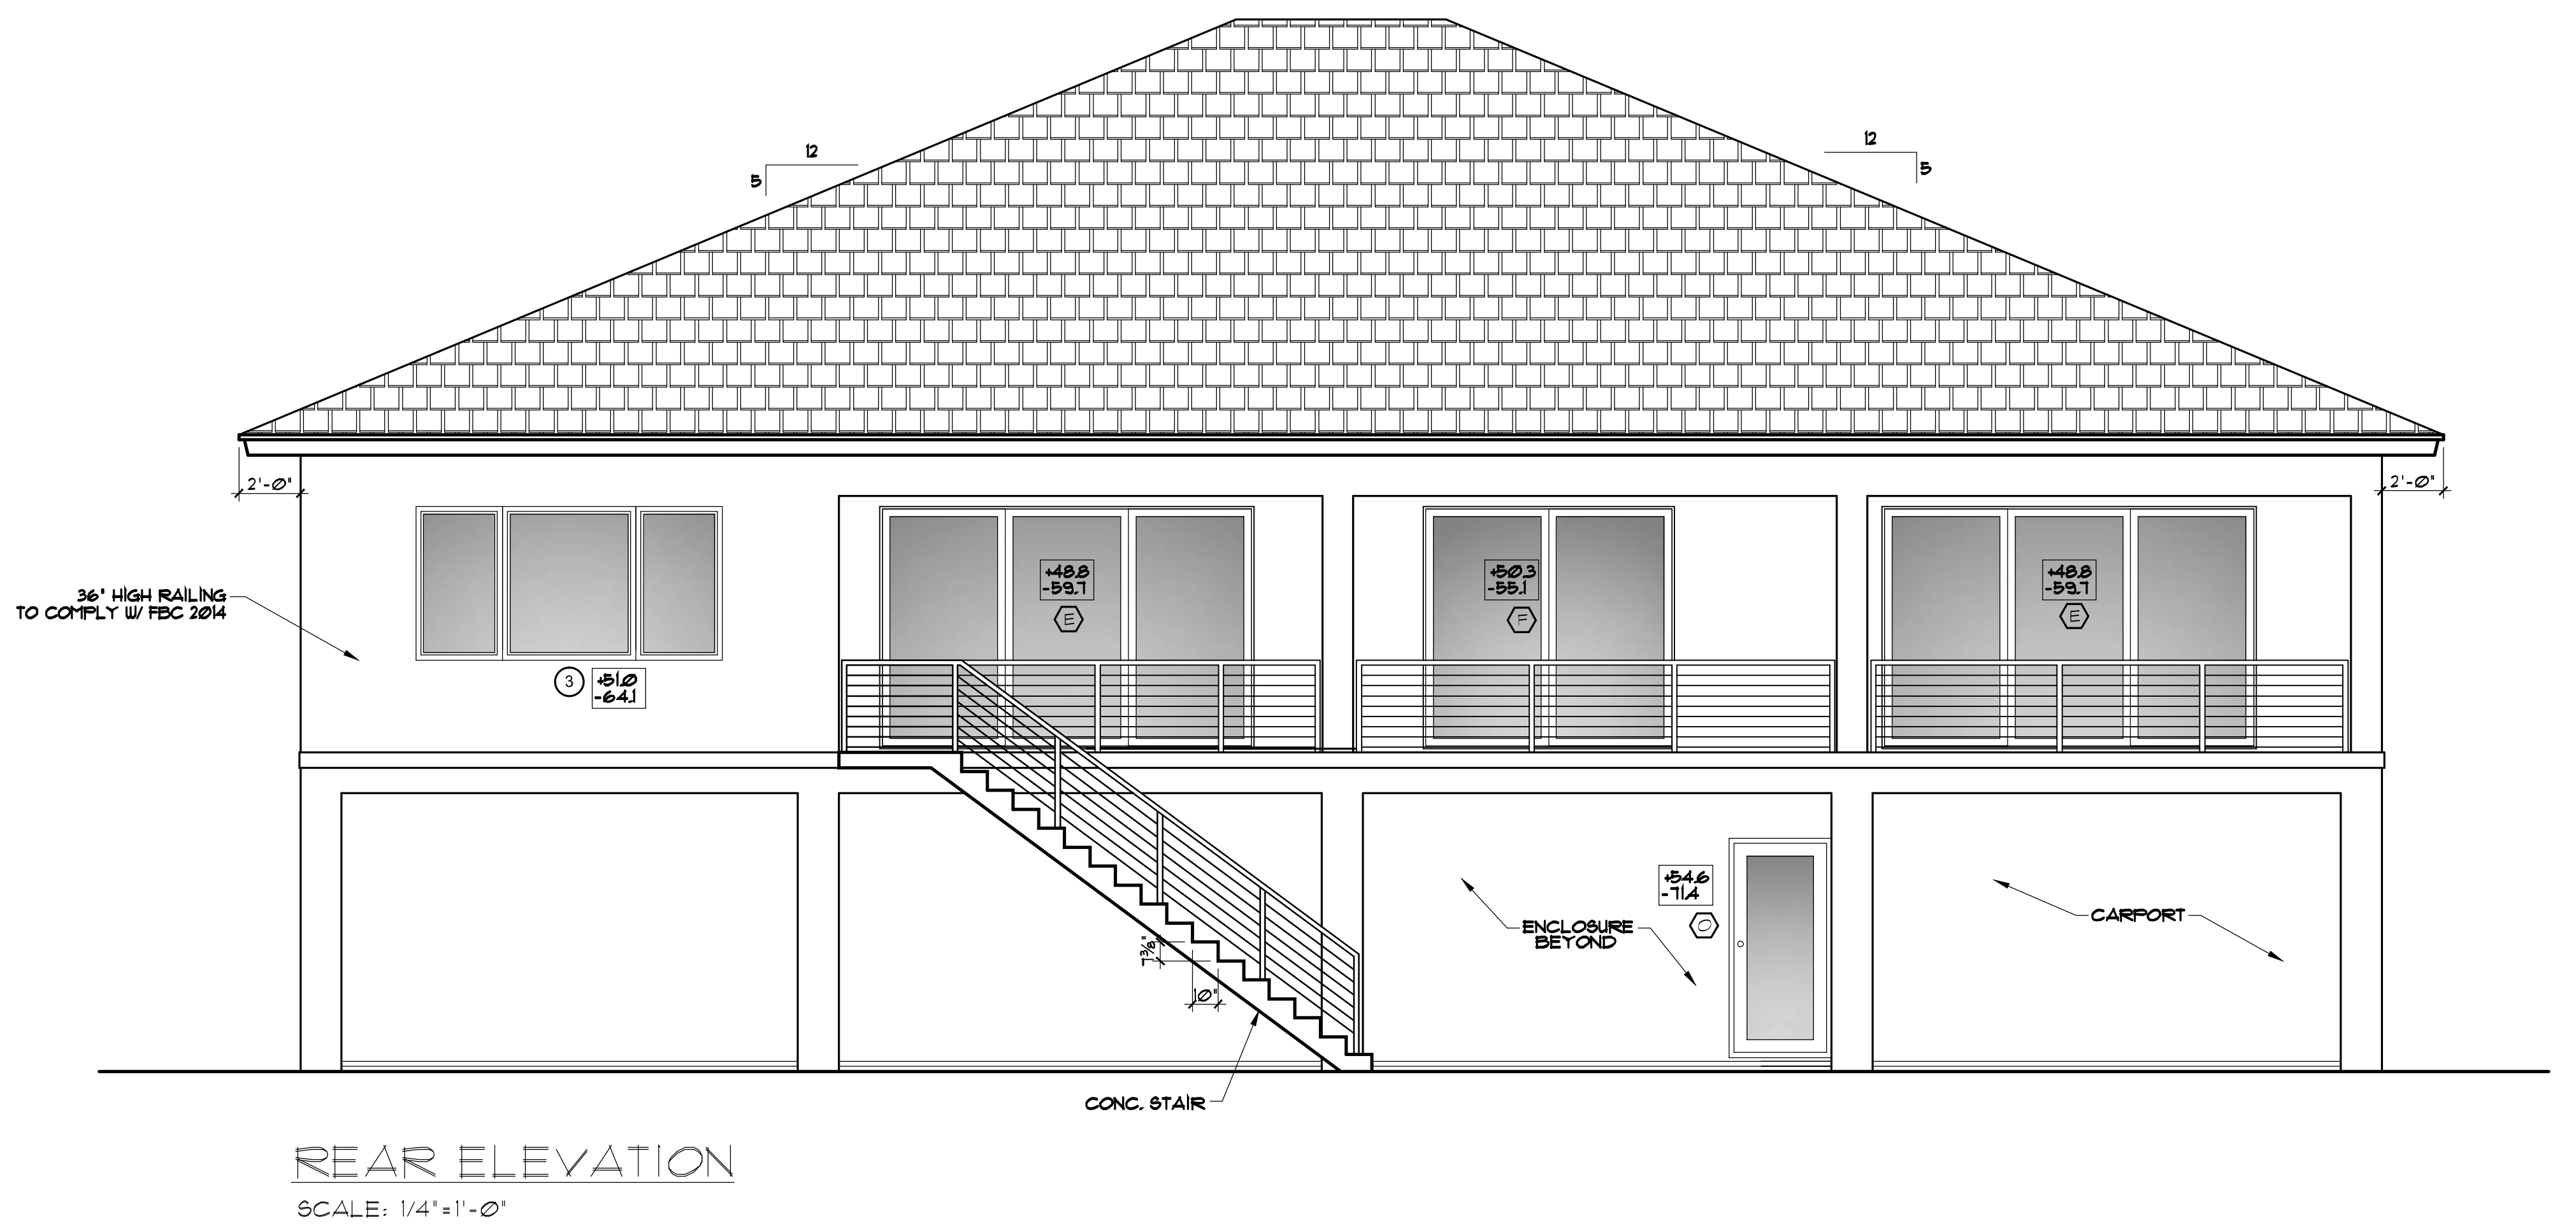 12
5
12
5
2'-0"
2'-0"
36" HIGH RAILING
TO COMPLY W/ FBC 2014
+48.8
-59.7
E
+50.3
-55.1
F
+48.8
-59.7
E
3
+51.0
-64.1
+54.6
-71.4
O
ENCLOSURE
BEYOND
CARPORT
7 3/8"
10"
CONC. STAIR
REAR ELEVATION
SCALE: 1/4"=1'-0"